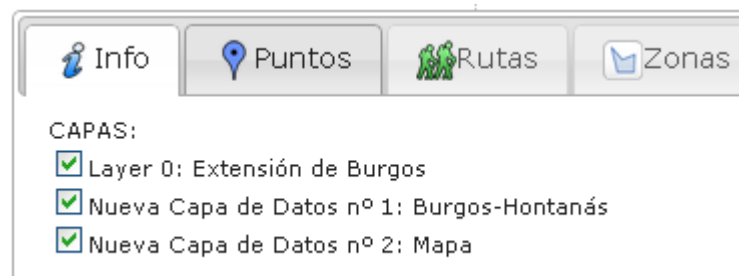 Info Puntos Rutas Zonas
CAPAS:
Layer 0: Extensión de Burgos
Nueva Capa de Datos nº 1: Burgos-Hontanás
Nueva Capa de Datos nº 2: Mapa